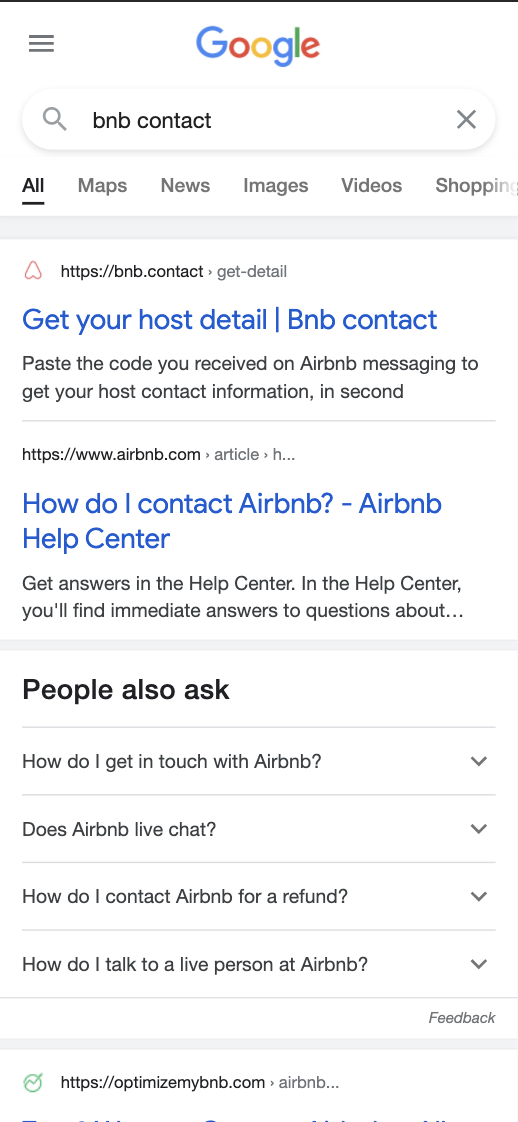 Google
bnb contact
All Maps News Images Videos Shopping
https://bnb.contact › get-detail
Get your host detail | Bnb contact
Paste the code you received on Airbnb messaging to
get your host contact information, in second
https://www.airbnb.com › article › h...
How do I contact Airbnb? - Airbnb
Help Center
Get answers in the Help Center. In the Help Center,
you'll find immediate answers to questions about…
People also ask
How do I get in touch with Airbnb?
Does Airbnb live chat?
How do I contact Airbnb for a refund?
How do I talk to a live person at Airbnb?
Feedback
https://optimizemybnb.com › airbnb...